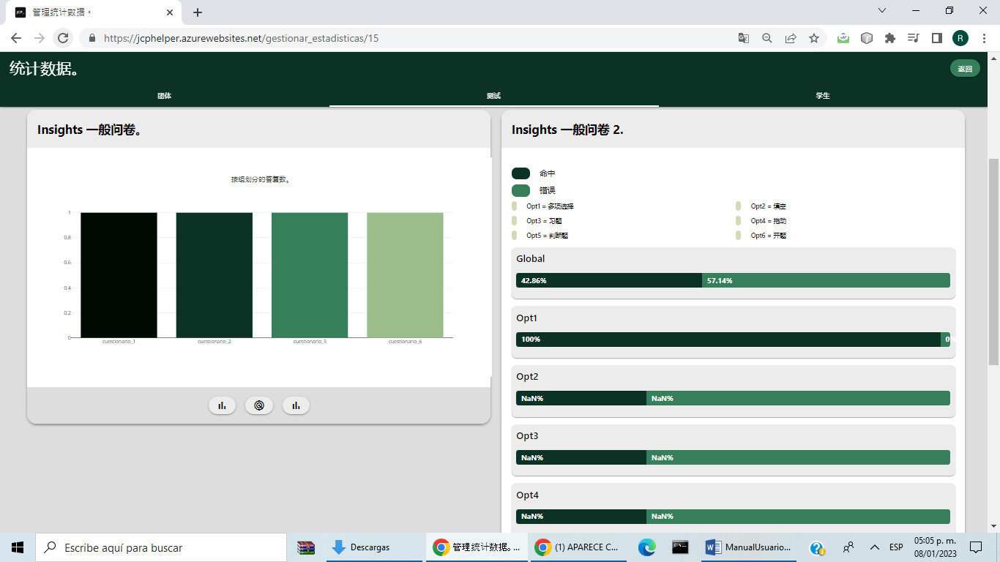 管理统计数据。
https://jcphelper.azurewebsites.net/gestionar_estadisticas/15
R
统计数据。
返回
团体
测试
学生
Insights 一般问卷。
按组划分的答复数。
1
0.8
0.6
0.4
0.2
0
cuestionario_1
cuestionario_2
cuestionario_5
cuestionario_6
Insights 一般问卷 2.
命中
错误
Opt1 = 多项选择
Opt2 = 填空
Opt3 = 习题
Opt4 = 拖动
Opt5 = 判断题
Opt6 = 开题
Global
42.86%
57.14%
Opt1
100%
Opt2
NaN%
NaN%
Opt3
NaN%
NaN%
Opt4
NaN%
NaN%
Escribe aquí para buscar
Descargas
管理统计数据。...
(1) APARECE C...
ManualUsuario...
ESP
05:05 p. m.
08/01/2023